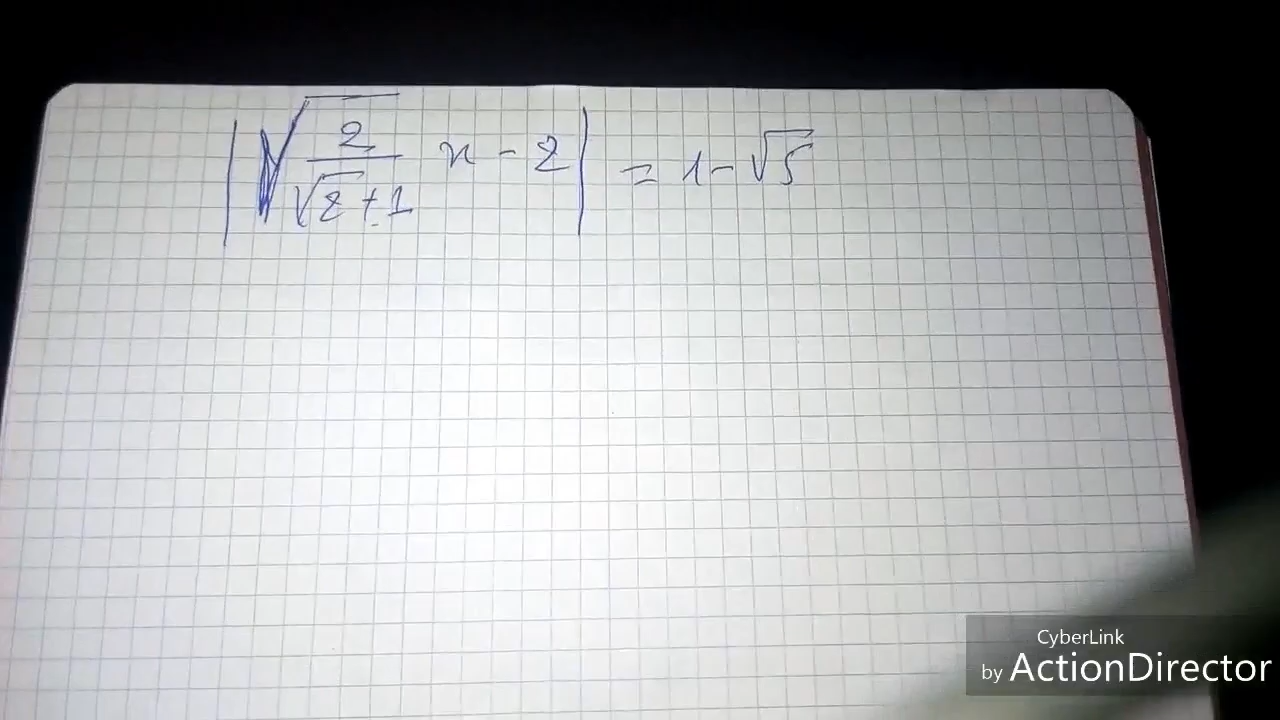 |√(2/(√2+1)) x - 2| = 1 - √5
CyberLink
by ActionDirector